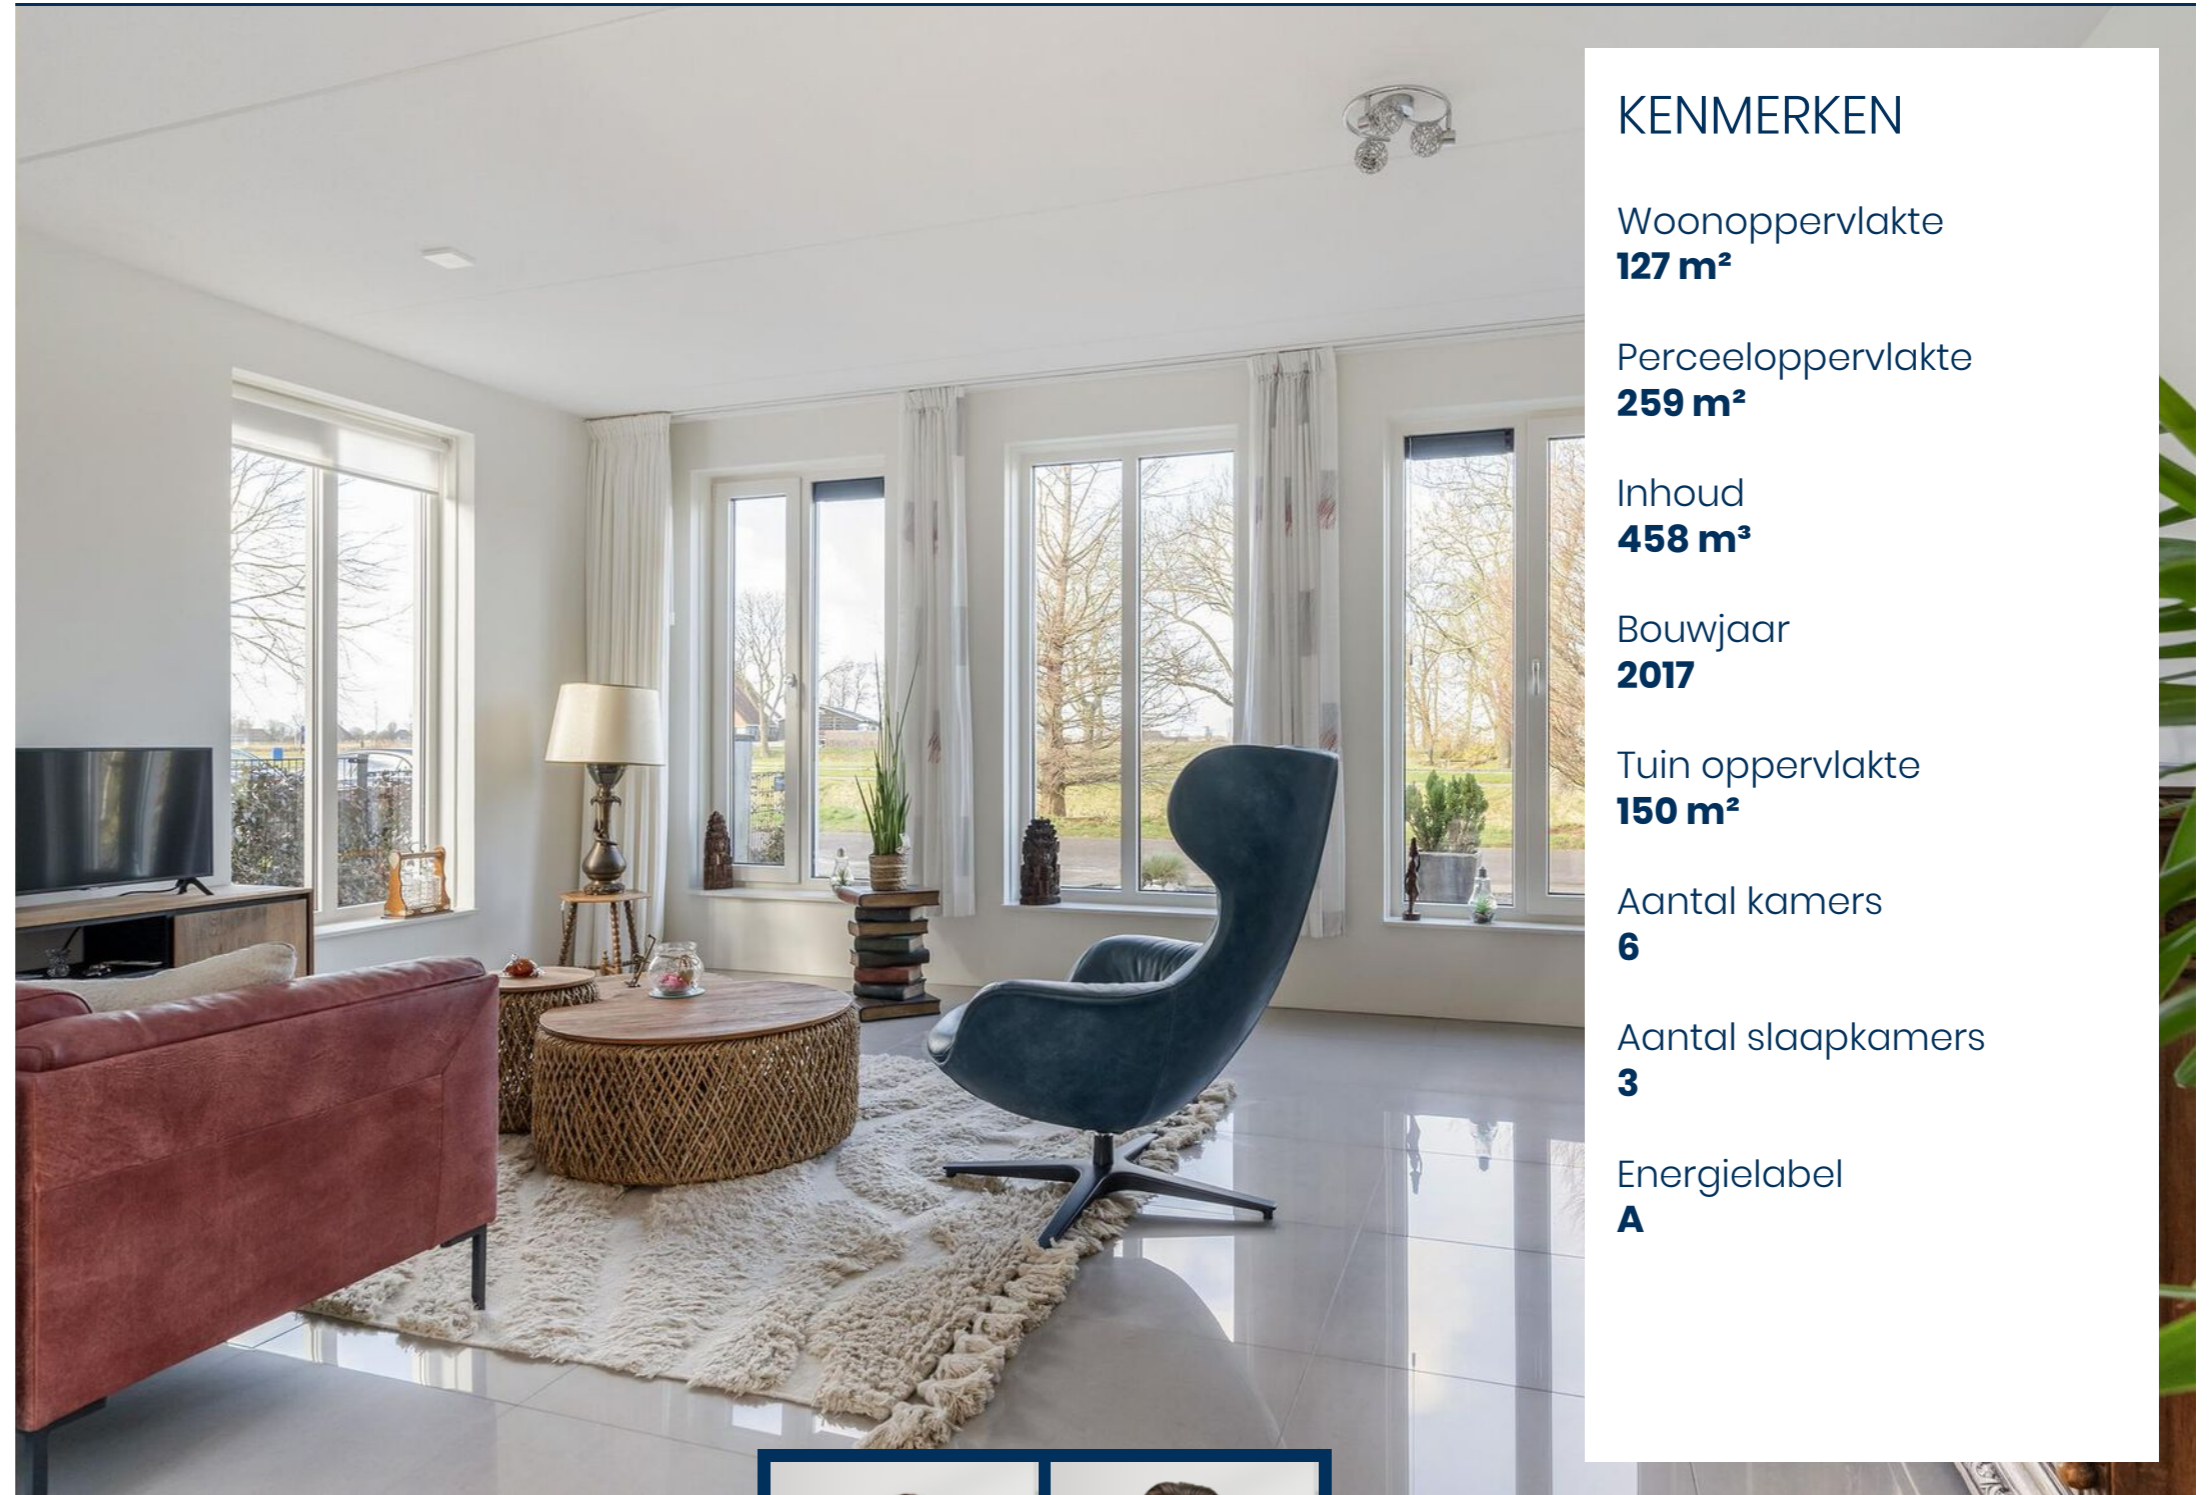 KENMERKEN
Woonoppervlakte
127 m²
Perceeloppervlakte
259 m²
Inhoud
458 m³
Bouwjaar
2017
Tuin oppervlakte
150 m²
Aantal kamers
6
Aantal slaapkamers
3
Energielabel
A